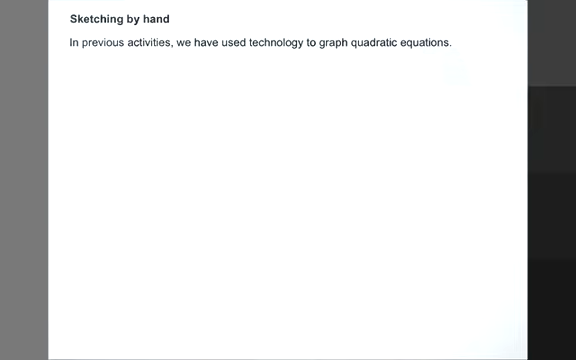 Sketching by hand
In previous activities, we have used technology to graph quadratic equations.